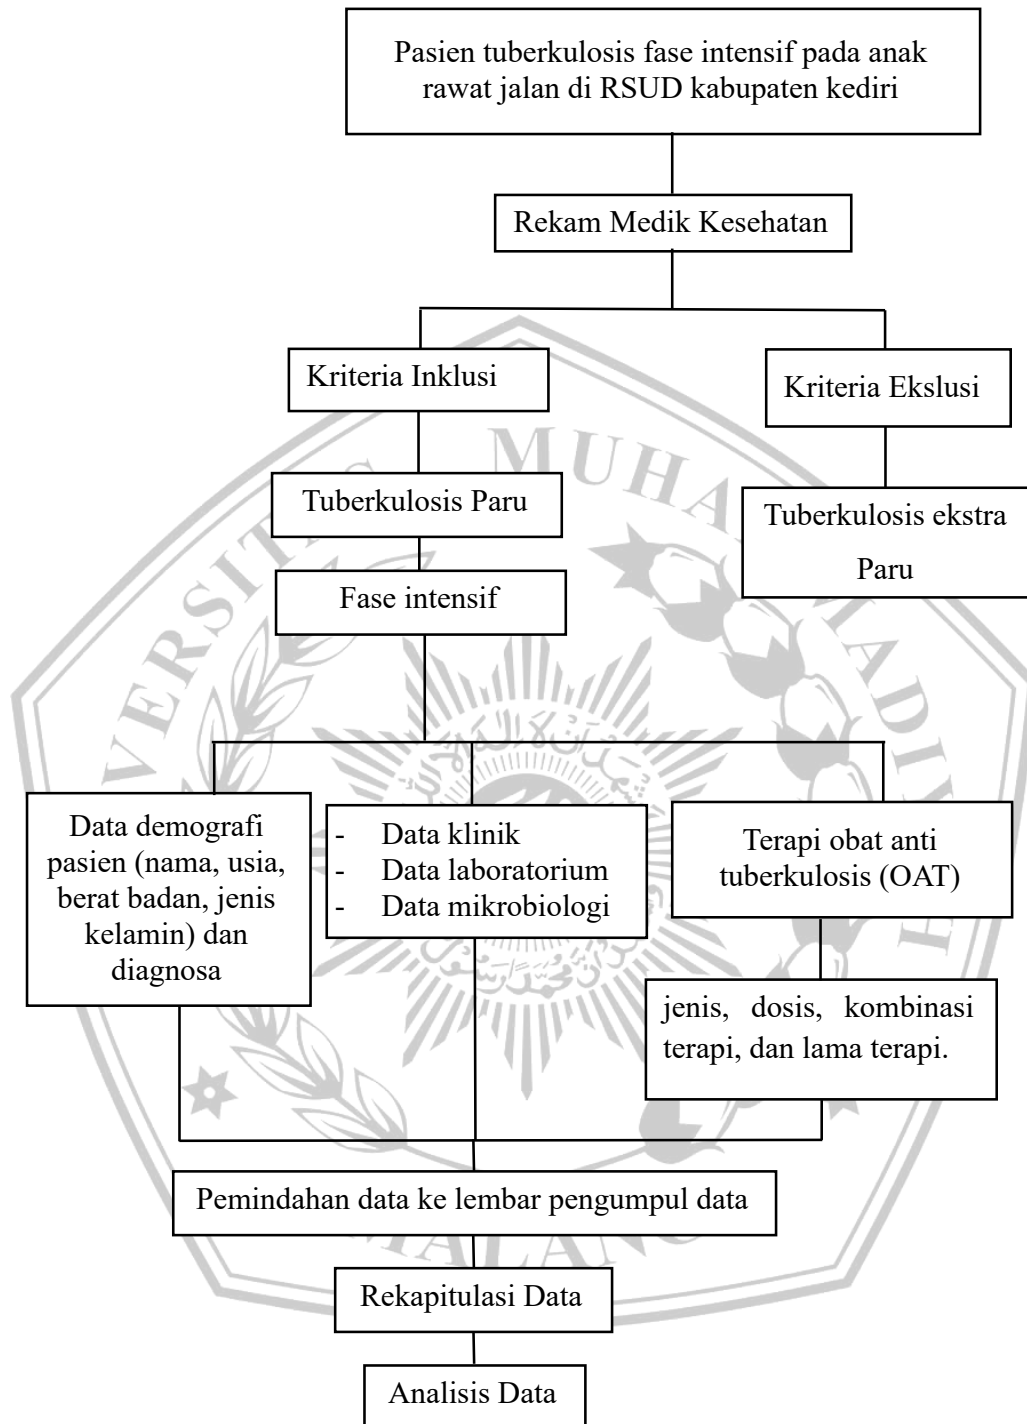 Pasien tuberkulosis fase intensif pada anak
rawat jalan di RSUD kabupaten kediri
Rekam Medik Kesehatan
Kriteria Inklusi
Kriteria Ekslusi
Tuberkulosis Paru
Tuberkulosis ekstra
Paru
Fase intensif
Data demografi
pasien (nama, usia,
berat badan, jenis
kelamin) dan
diagnosa
- Data klinik
- Data laboratorium
- Data mikrobiologi
Terapi obat anti
tuberkulosis (OAT)
jenis, dosis, kombinasi
terapi, dan lama terapi.
Pemindahan data ke lembar pengumpul data
Rekapitulasi Data
Analisis Data